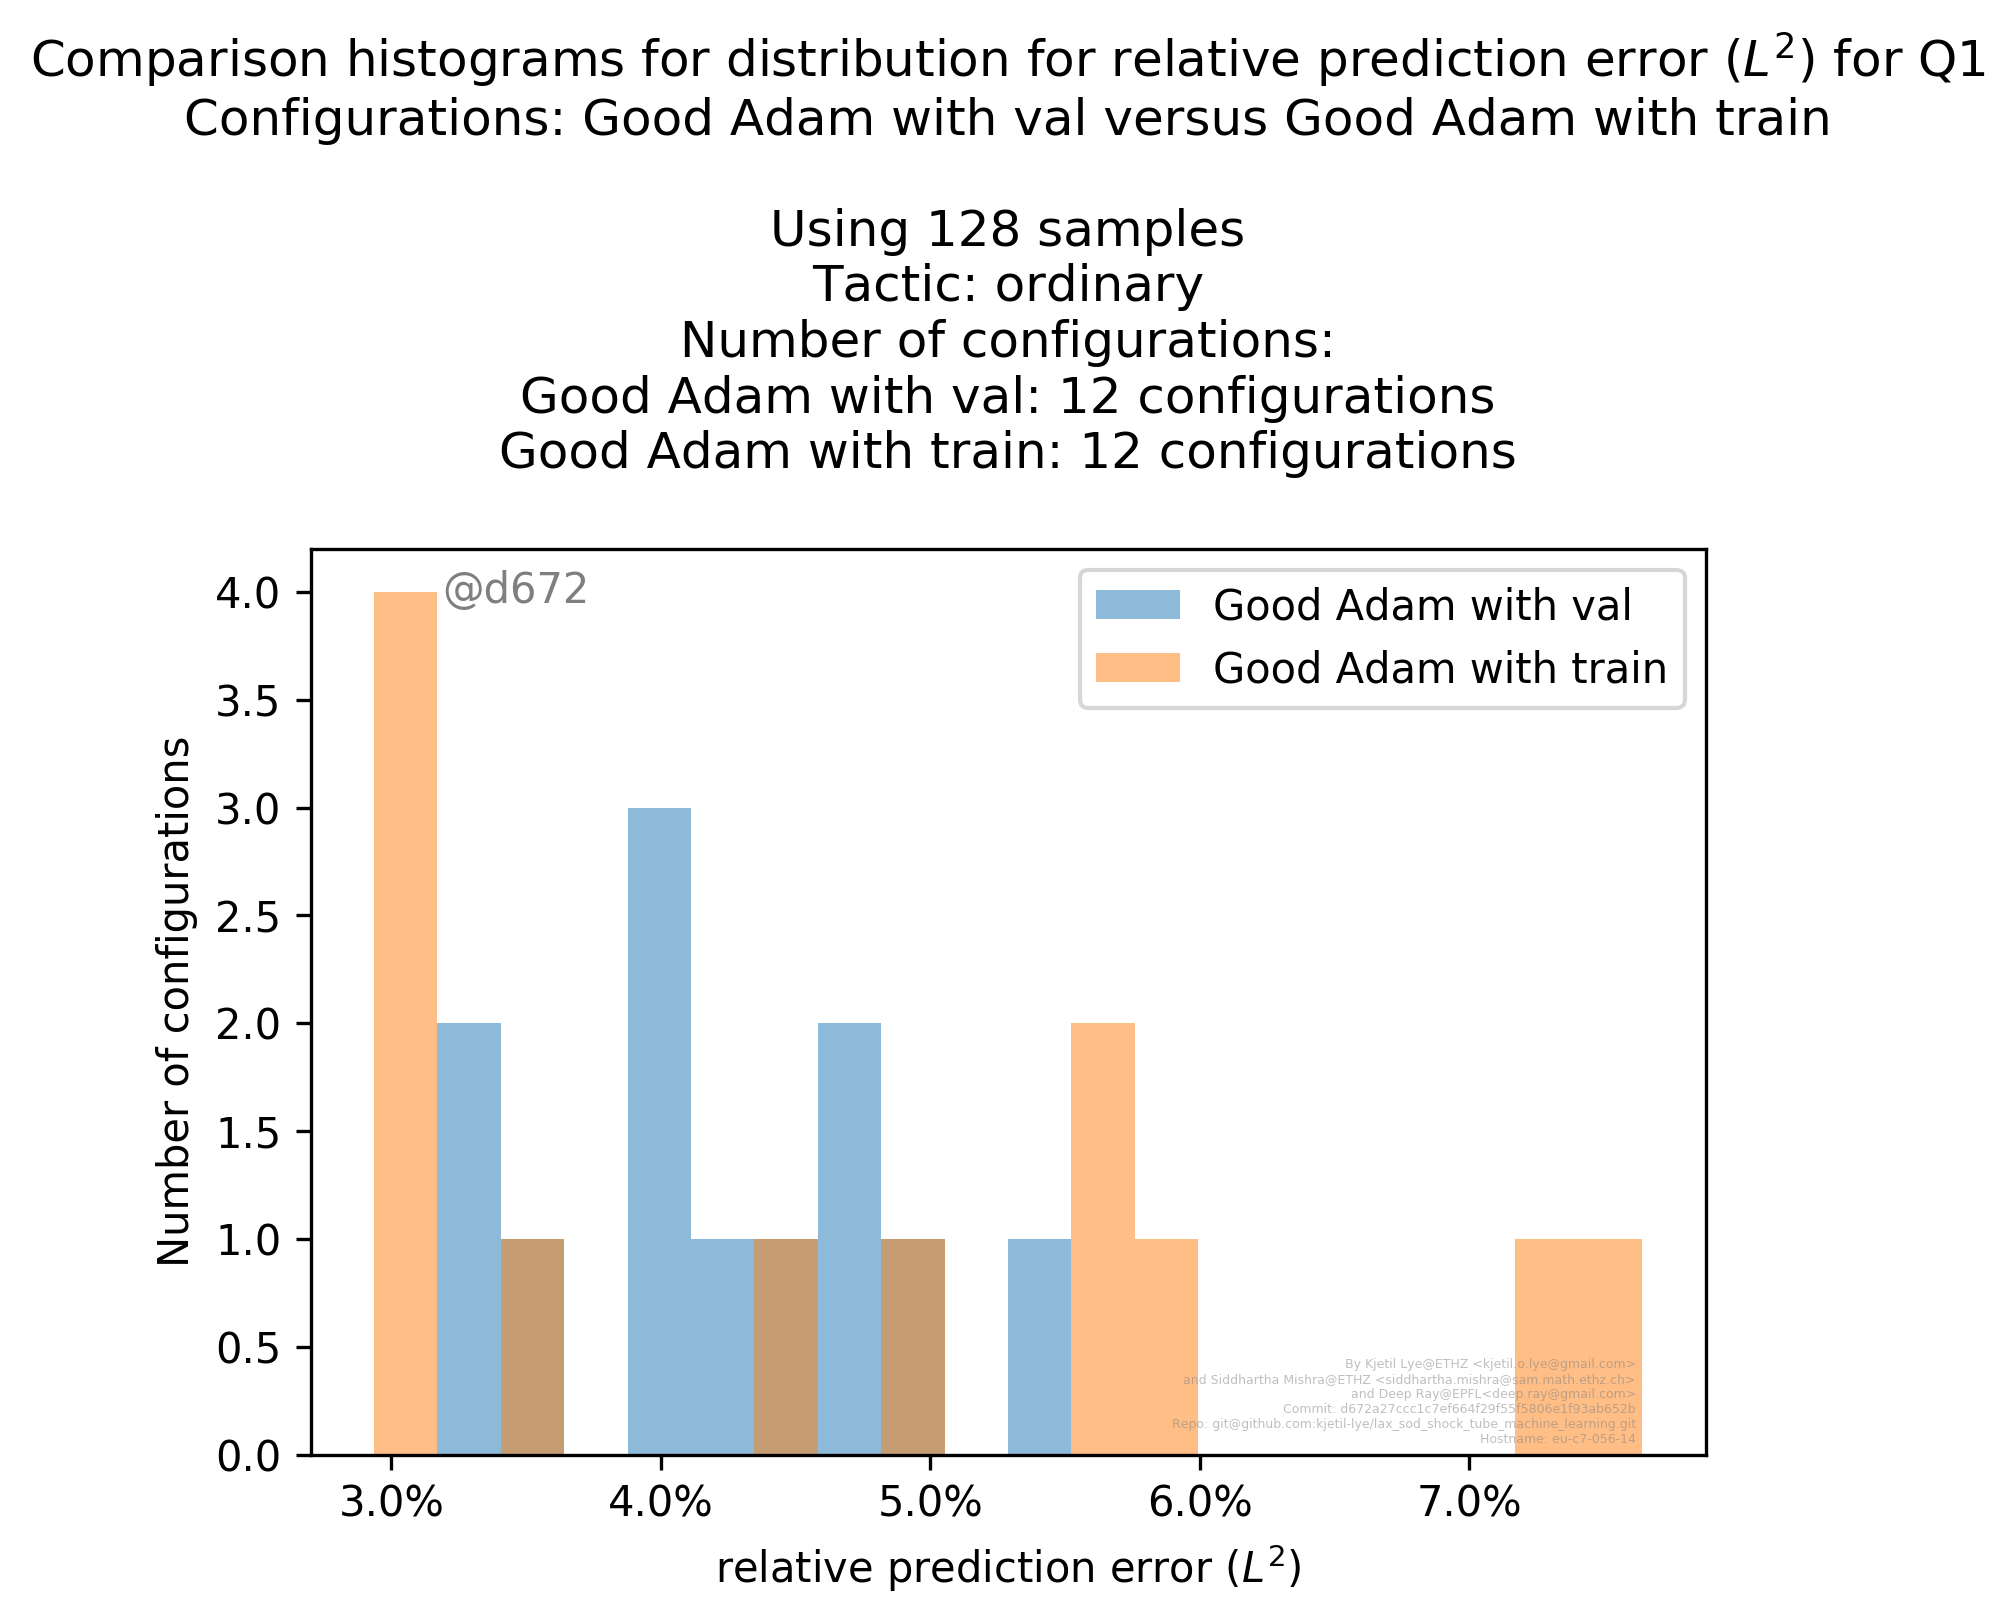 Comparison histograms for distribution for relative prediction error (L²) for Q1
Configurations: Good Adam with val versus Good Adam with train
Using 128 samples
Tactic: ordinary
Number of configurations:
Good Adam with val: 12 configurations
Good Adam with train: 12 configurations
@d672
Good Adam with val
Good Adam with train
4.0
3.5
3.0
2.5
2.0
1.5
1.0
0.5
0.0
Number of configurations
By Kjetil Lye@ETHZ <kjetil.o.lye@gmail.com>
and Siddhartha Mishra@ETHZ <siddhartha.mishra@sam.math.ethz.ch>
and Deep Ray@EPFL<deep.ray@gmail.com>
Commit: d672a27ccc1c7ef664f29f55f5806e1f93ab652b
Repo: git@github.com:kjetil-lye/lax_sod_shock_tube_machine_learning.git
Hostname: eu-c7-056-14
3.0% 4.0% 5.0% 6.0% 7.0%
relative prediction error (L²)